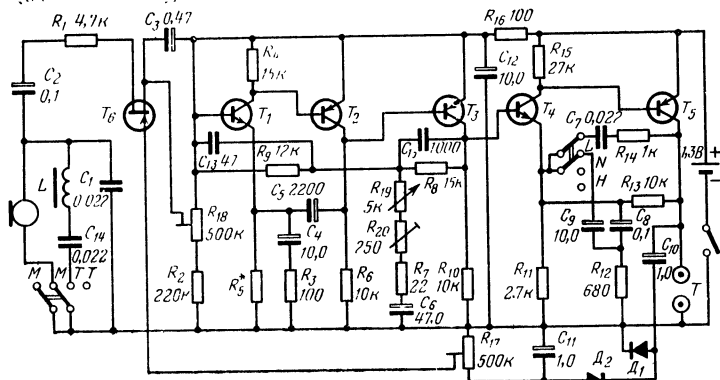 R1 4,7к
C3 0,47
R16 100
C2
0,1
T6
R4
15к
T1
T2
T3
C12
10,0
T4
R15
27к
T5
C7 0,022
R14 1к
1,3В
+
L
N
H
C13 47
R9 12к
1000
R8 15к
R13 10к
L
C1
0,022
C14
0,022
C5 2200
R19
5к
R18
500к
C4
10,0
R20
250
C9
10,0
C8
0,1
C10
1,0
R2
220к
R5*
R3
100
R6
10к
R7
22
C6
47,0
R10
10к
R11
2,7к
R12
680
T
М М Т Т
R17
500к
C11
1,0
Д2
Д1